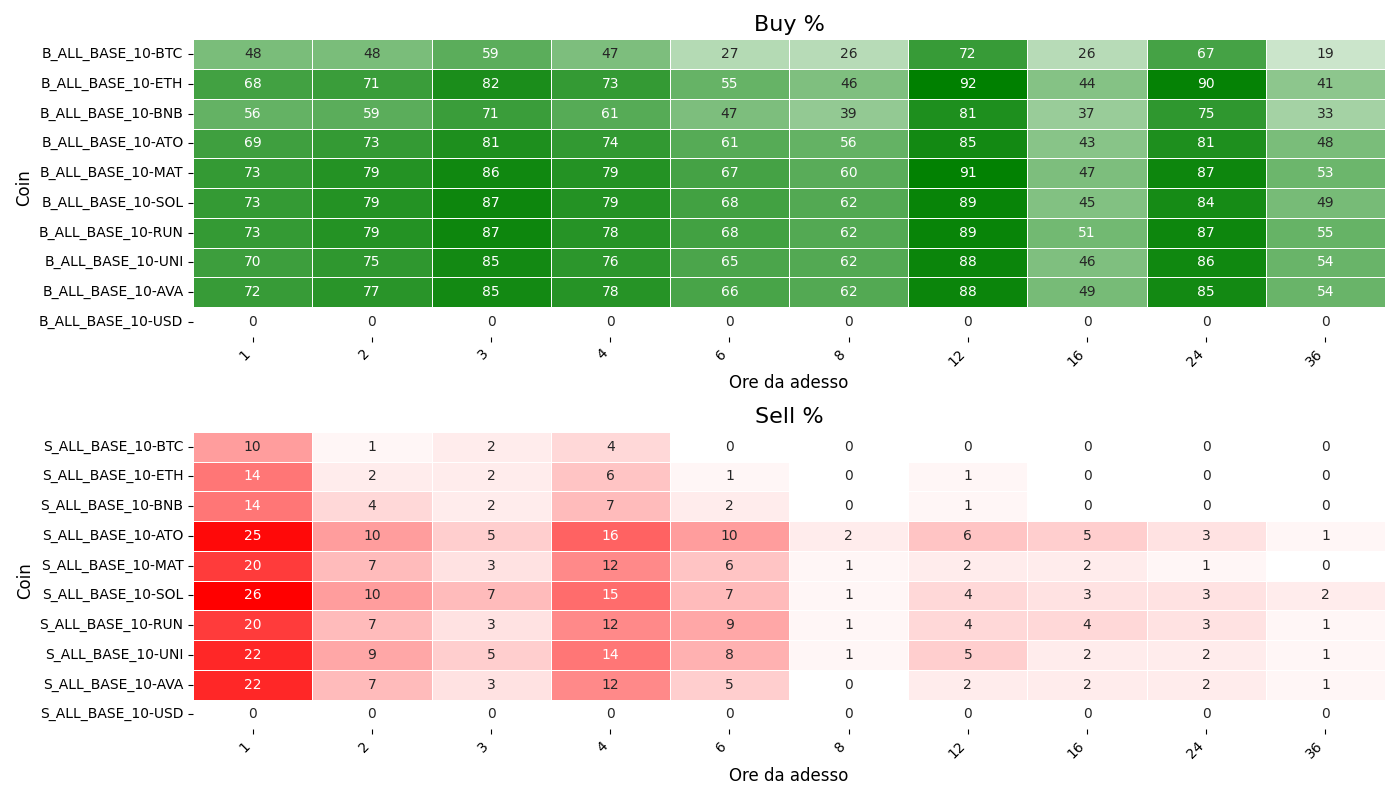 Buy %
Coin
B_ALL_BASE_10-BTC 48 48 59 47 27 26 72 26 67 19
B_ALL_BASE_10-ETH 68 71 82 73 55 46 92 44 90 41
B_ALL_BASE_10-BNB 56 59 71 61 47 39 81 37 75 33
B_ALL_BASE_10-ATO 69 73 81 74 61 56 85 43 81 48
B_ALL_BASE_10-MAT 73 79 86 79 67 60 91 47 87 53
B_ALL_BASE_10-SOL 73 79 87 79 68 62 89 45 84 49
B_ALL_BASE_10-RUN 73 79 87 78 68 62 89 51 87 55
B_ALL_BASE_10-UNI 70 75 85 76 65 62 88 46 86 54
B_ALL_BASE_10-AVA 72 77 85 78 66 62 88 49 85 54
B_ALL_BASE_10-USD 0 0 0 0 0 0 0 0 0 0
1 2 3 4 6 8 12 16 24 36
Ore da adesso
Sell %
Coin
S_ALL_BASE_10-BTC 10 1 2 4 0 0 0 0 0 0
S_ALL_BASE_10-ETH 14 2 2 6 1 0 1 0 0 0
S_ALL_BASE_10-BNB 14 4 2 7 2 0 1 0 0 0
S_ALL_BASE_10-ATO 25 10 5 16 10 2 6 5 3 1
S_ALL_BASE_10-MAT 20 7 3 12 6 1 2 2 1 0
S_ALL_BASE_10-SOL 26 10 7 15 7 1 4 3 3 2
S_ALL_BASE_10-RUN 20 7 3 12 9 1 4 4 3 1
S_ALL_BASE_10-UNI 22 9 5 14 8 1 5 2 2 1
S_ALL_BASE_10-AVA 22 7 3 12 5 0 2 2 2 1
S_ALL_BASE_10-USD 0 0 0 0 0 0 0 0 0 0
1 2 3 4 6 8 12 16 24 36
Ore da adesso